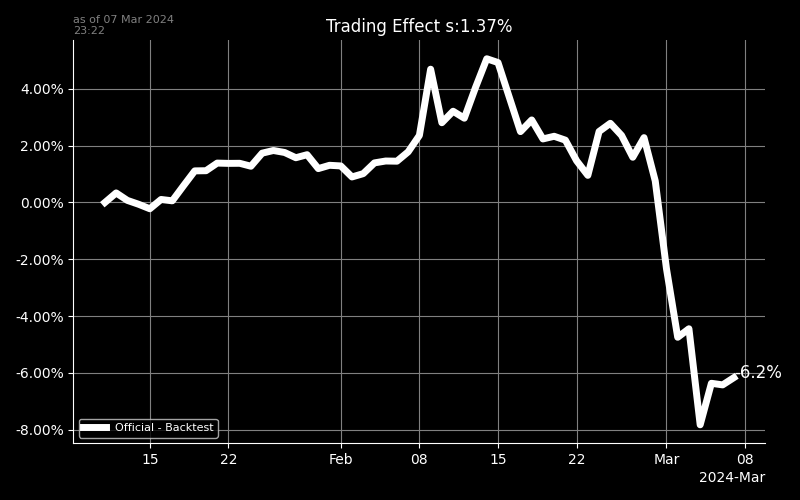 as of 07 Mar 2024
23:22
Trading Effect s:1.37%
4.00%
2.00%
0.00%
-2.00%
-4.00%
-6.00%
-8.00%
-6.2%
Official - Backtest
15
22
Feb
08
15
22
Mar
08
2024-Mar